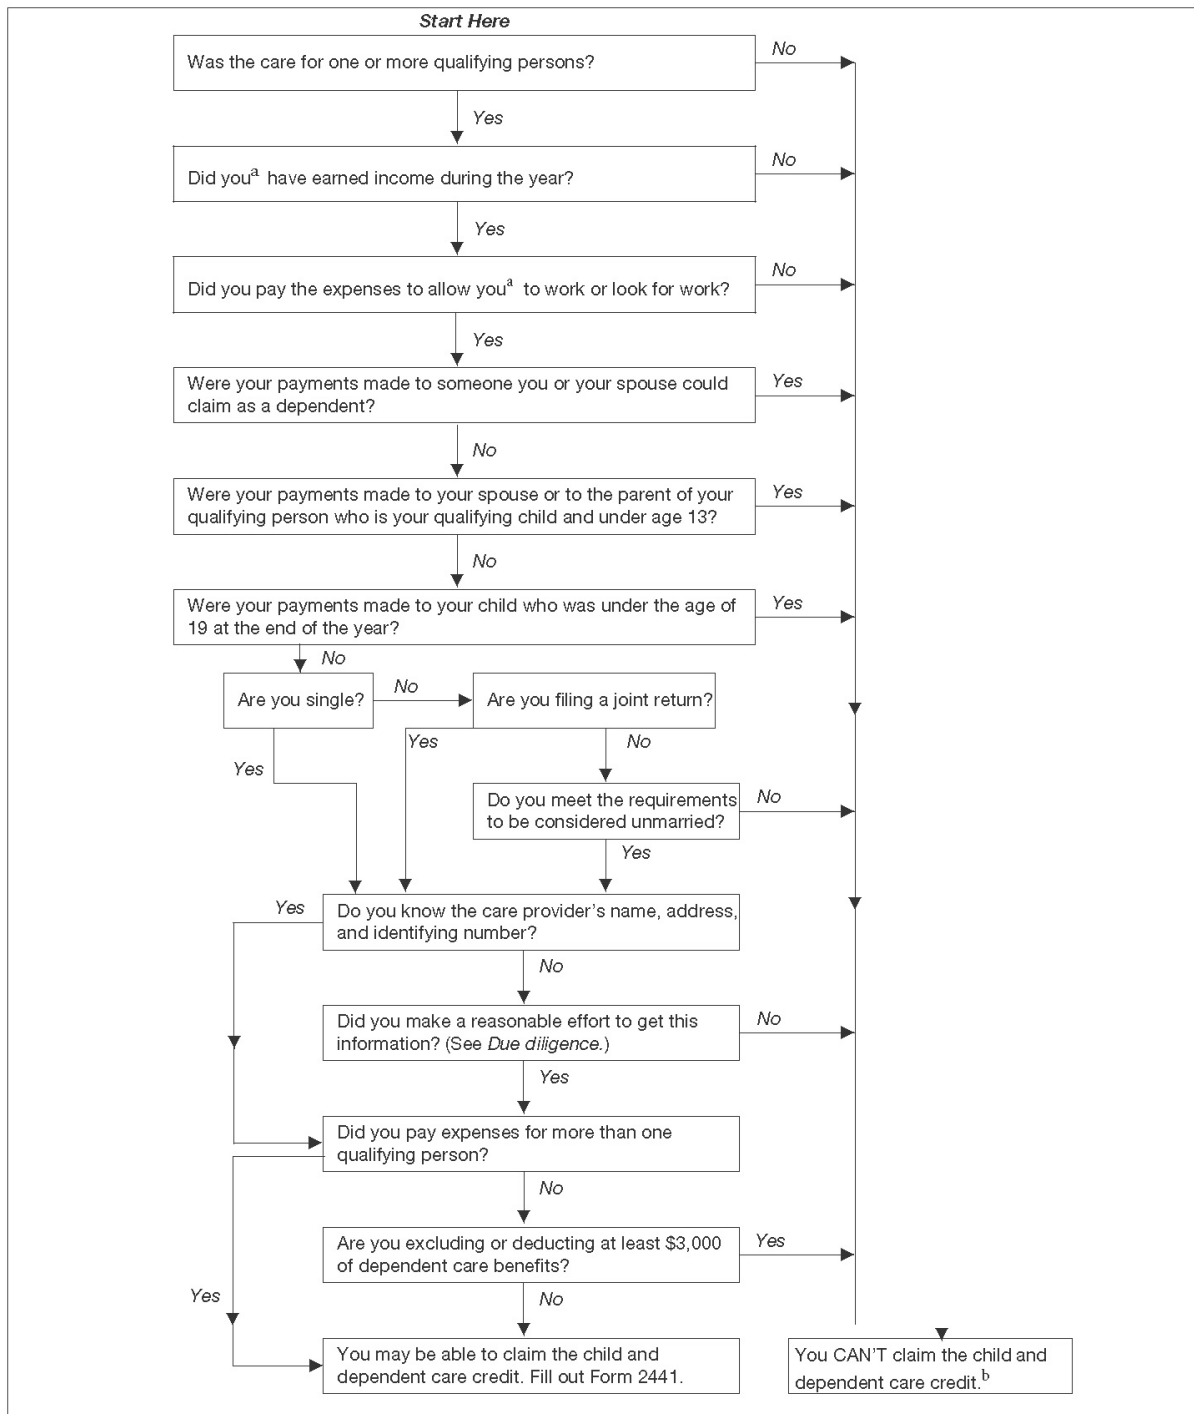 Start Here
Was the care for one or more qualifying persons?
No
Yes
Did youᵃ have earned income during the year?
No
Yes
Did you pay the expenses to allow youᵃ to work or look for work?
No
Yes
Were your payments made to someone you or your spouse could
claim as a dependent?
Yes
No
Were your payments made to your spouse or to the parent of your
qualifying person who is your qualifying child and under age 13?
Yes
No
Were your payments made to your child who was under the age of
19 at the end of the year?
Yes
No
Are you single?
No
Are you filing a joint return?
Yes
Yes
No
Do you meet the requirements
to be considered unmarried?
No
Yes
Do you know the care provider's name, address,
and identifying number?
Yes
No
Did you make a reasonable effort to get this
information? (See Due diligence.)
No
Yes
Did you pay expenses for more than one
qualifying person?
No
Are you excluding or deducting at least $3,000
of dependent care benefits?
Yes
Yes
No
You may be able to claim the child and
dependent care credit. Fill out Form 2441.
You CAN'T claim the child and
dependent care credit.ᵇ